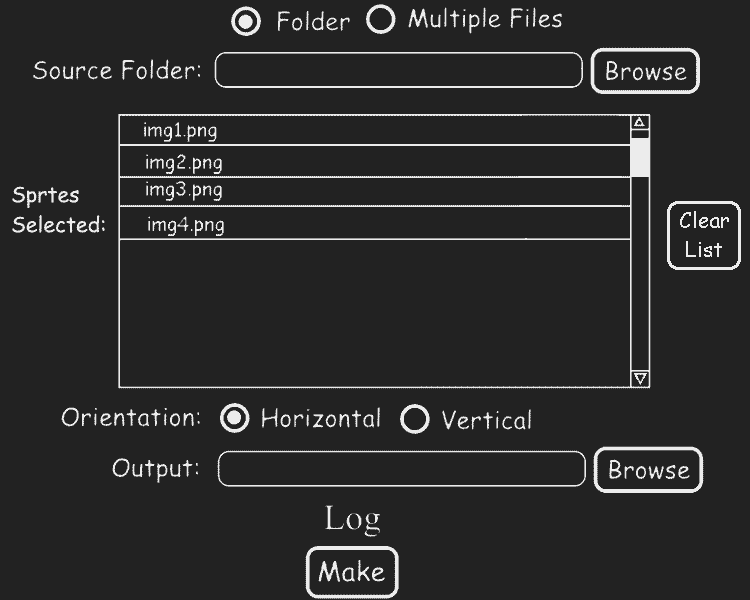 Folder Multiple Files
Source Folder: Browse
img1.png
img2.png
img3.png
img4.png
Sprtes
Selected:
Clear
List
Orientation: Horizontal Vertical
Output: Browse
Log
Make